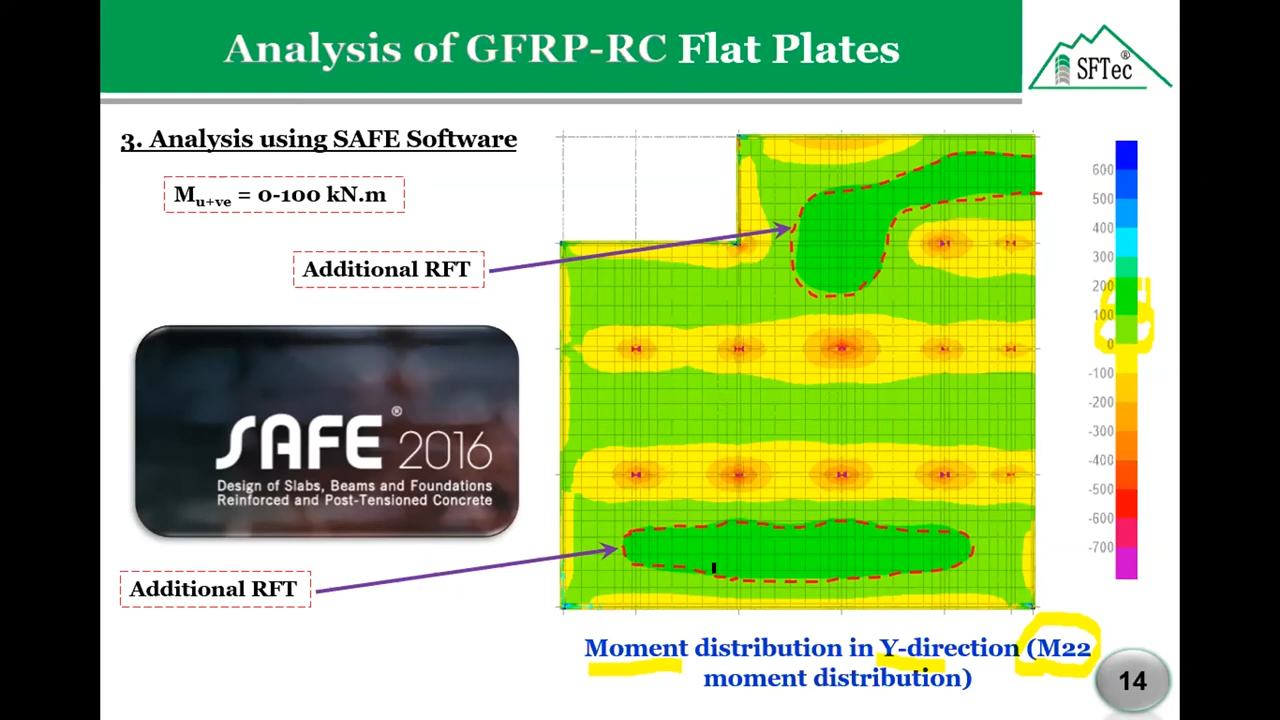 Analysis of GFRP-RC Flat Plates
SFTec®
3. Analysis using SAFE Software
Mu+ve = 0-100 kN.m
Additional RFT
SAFE® 2016
Design of Slabs, Beams and Foundations
Reinforced and Post-Tensioned Concrete
Additional RFT
600
500
400
300
200
100
0
-100
-200
-300
-400
-500
-600
-700
Moment distribution in Y-direction (M22
moment distribution)
14